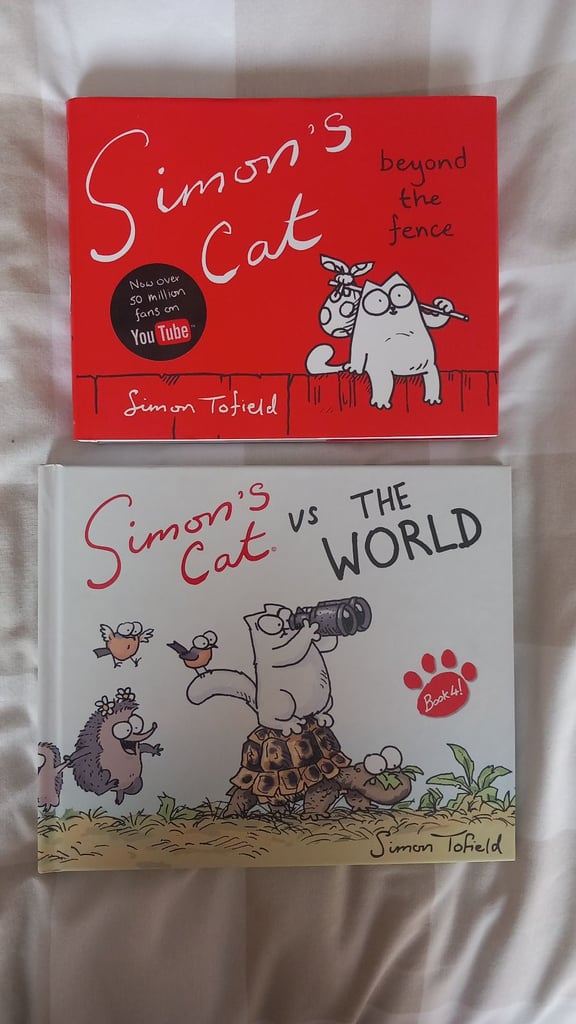 Simon's
Cat
beyond
the
fence
Now over
50 million
fans on
YouTube™
Simon Tofield
Simon's
Cat®
vs THE
WORLD
Book 4!
Simon Tofield